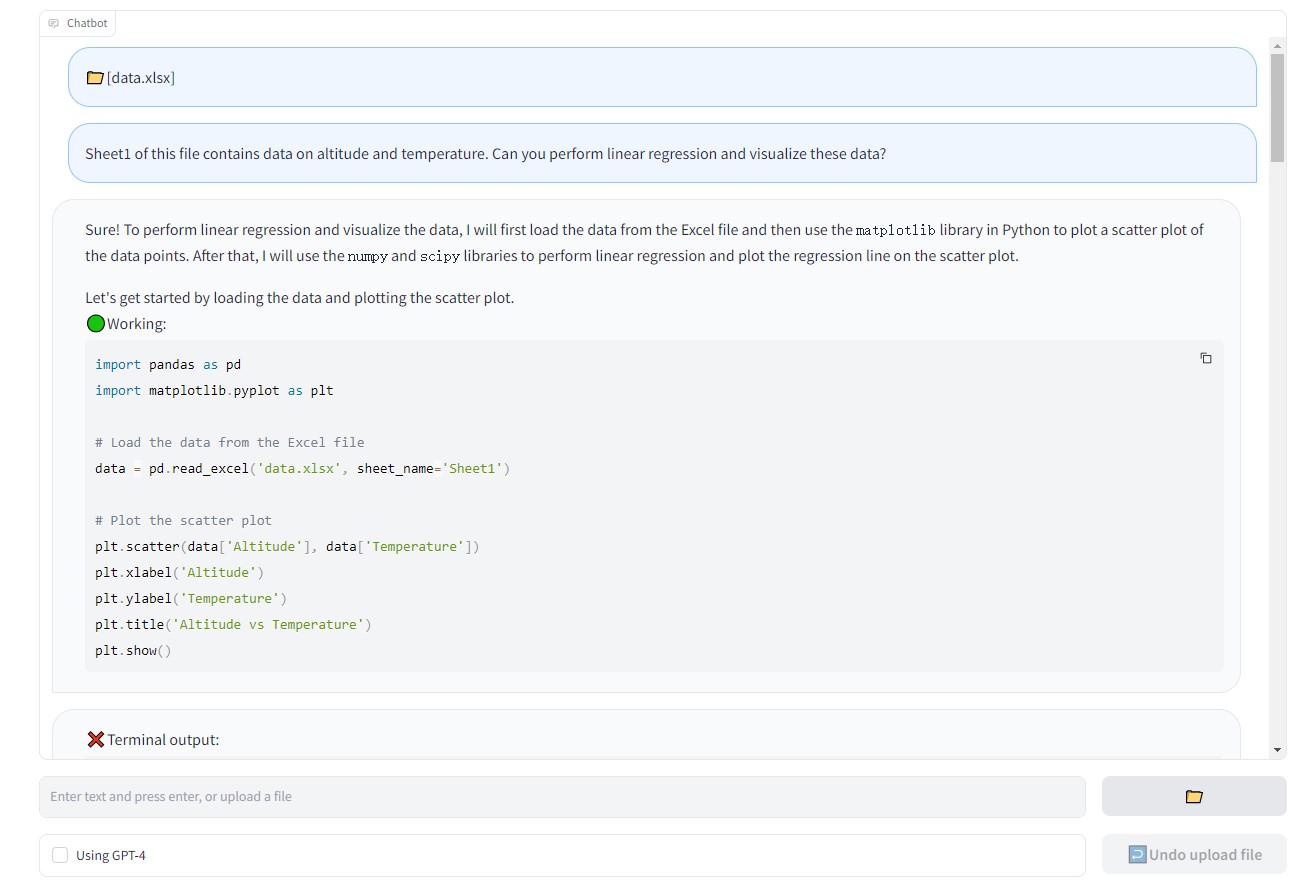 Chatbot
[data.xlsx]
Sheet1 of this file contains data on altitude and temperature. Can you perform linear regression and visualize these data?
Sure! To perform linear regression and visualize the data, I will first load the data from the Excel file and then use the matplotlib library in Python to plot a scatter plot of
the data points. After that, I will use the numpy and scipy libraries to perform linear regression and plot the regression line on the scatter plot.
Let's get started by loading the data and plotting the scatter plot.
Working:
import pandas as pd
import matplotlib.pyplot as plt
# Load the data from the Excel file
data = pd.read_excel('data.xlsx', sheet_name='Sheet1')
# Plot the scatter plot
plt.scatter(data['Altitude'], data['Temperature'])
plt.xlabel('Altitude')
plt.ylabel('Temperature')
plt.title('Altitude vs Temperature')
plt.show()
Terminal output:
Enter text and press enter, or upload a file
Using GPT-4
Undo upload file